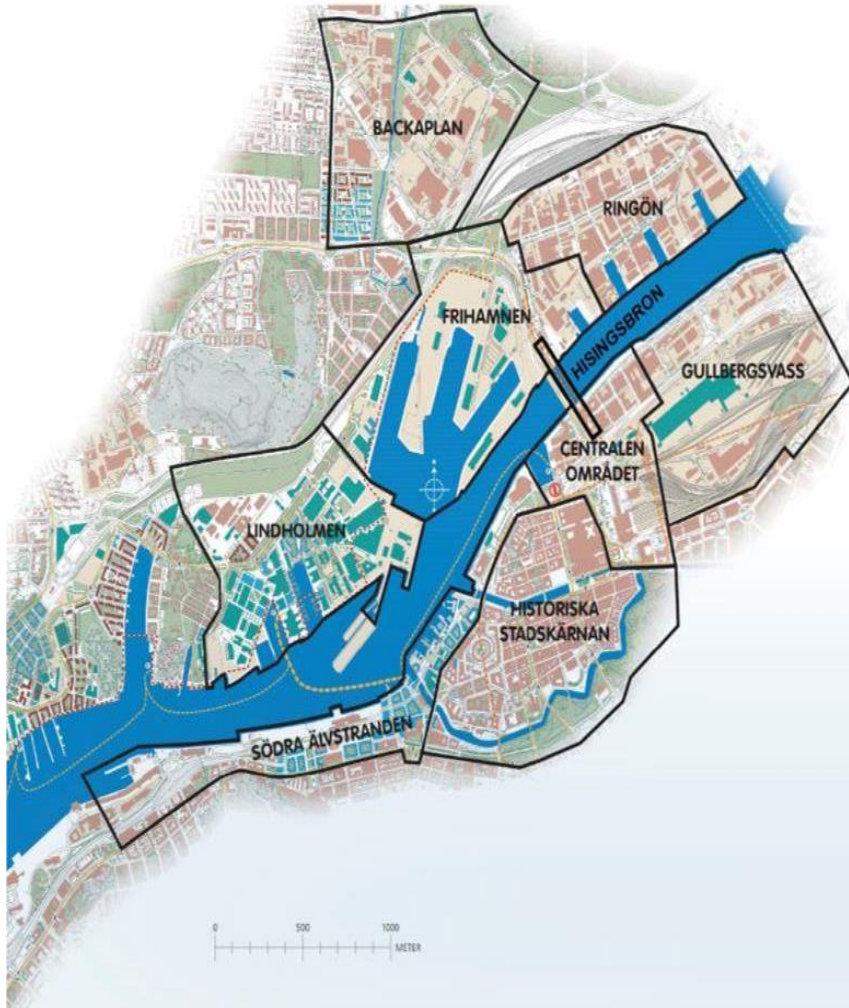 BACKAPLAN
RINGÖN
FRIHAMNEN
HISINGSBRON
GULLBERGSVASS
CENTRALEN
OMRÅDET
LINDHOLMEN
HISTORISKA
STADSKÄRNAN
SÖDRA ÄLVSTRANDEN
0 500 1000
METER